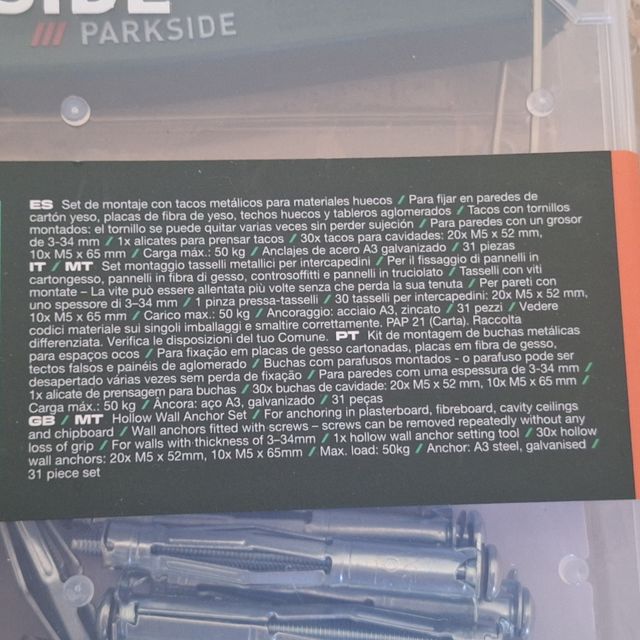 SIDE
/// PARKSIDE
ES Set de montaje con tacos metálicos para materiales huecos / Para fijar en paredes de
cartón yeso, placas de fibra de yeso, techos huecos y tableros aglomerados / Tacos con tornillos
montados: el tornillo se puede quitar varias veces sin perder sujeción / Para paredes con un grosor
de 3-34 mm / 1x alicates para prensar tacos / 30x tacos para cavidades: 20x M5 x 52 mm,
10x M5 x 65 mm / Carga máx.: 50 kg / Anclajes de acero A3 galvanizado / 31 piezas
IT / MT Set montaggio tasselli metallici per intercapedini / Per il fissaggio di pannelli in
cartongesso, pannelli in fibra di gesso, controsoffitti e pannelli in truciolato / Tasselli con viti
montate – La vite può essere allentata più volte senza che perda la sua tenuta / Per pareti con
uno spessore di 3–34 mm / 1 pinza pressa-tasselli / 30 tasselli per intercapedini: 20x M5 x 52 mm,
10x M5 x 65 mm / Carico max.: 50 kg / Ancoraggio: acciaio A3, zincato / 31 pezzi / Vedere
codici materiale sui singoli imballaggi e smaltire correttamente. PAP 21 (Carta). Raccolta
differenziata. Verifica le disposizioni del tuo Comune. PT Kit de montagem de buchas metálicas
para espaços ocos / Para fixação em placas de gesso cartonadas, placas em fibra de gesso,
tectos falsos e painéis de aglomerado / Buchas com parafusos montados - o parafuso pode ser
desapertado várias vezes sem perda de fixação / Para paredes com uma espessura de 3-34 mm /
1x alicate de prensagem para buchas / 30x buchas de cavidade: 20x M5 x 52 mm, 10x M5 x 65 mm /
Carga máx.: 50 kg / Âncora: aço A3, galvanizado / 31 peças
GB / MT Hollow Wall Anchor Set / For anchoring in plasterboard, fibreboard, cavity ceilings
and chipboard / Wall anchors fitted with screws – screws can be removed repeatedly without any
loss of grip / For walls with thickness of 3–34mm / 1x hollow wall anchor setting tool / 30x hollow
wall anchors: 20x M5 x 52mm, 10x M5 x 65mm / Max. load: 50kg / Anchor: A3 steel, galvanised /
31 piece set